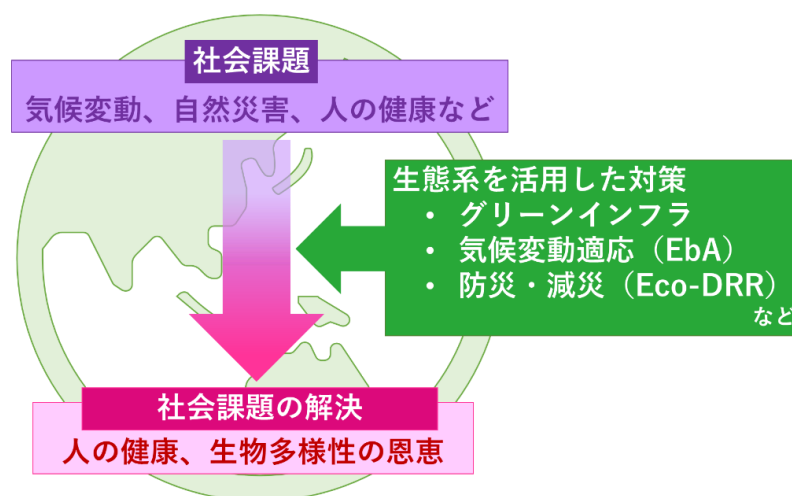 社会課題
気候変動、自然災害、人の健康など
生態系を活用した対策
• グリーンインフラ
• 気候変動適応（EbA）
• 防災・減災（Eco-DRR）
など
社会課題の解決
人の健康、生物多様性の恩恵